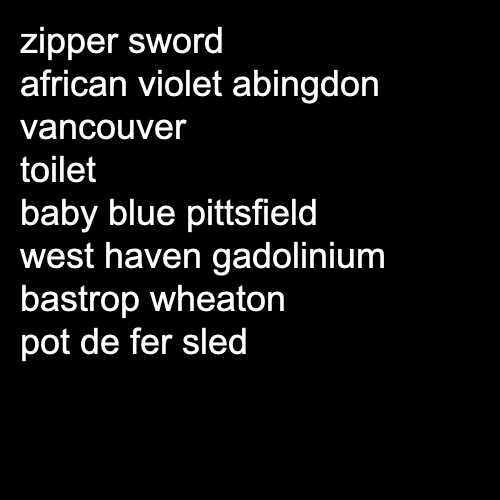 zipper sword
african violet abingdon
vancouver
toilet
baby blue pittsfield
west haven gadolinium
bastrop wheaton
pot de fer sled